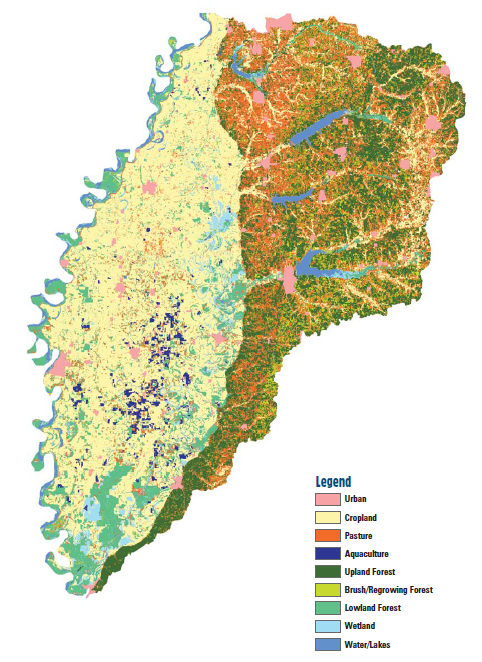 Legend
Urban
Cropland
Pasture
Aquaculture
Upland Forest
Brush/Regrowing Forest
Lowland Forest
Wetland
Water/Lakes